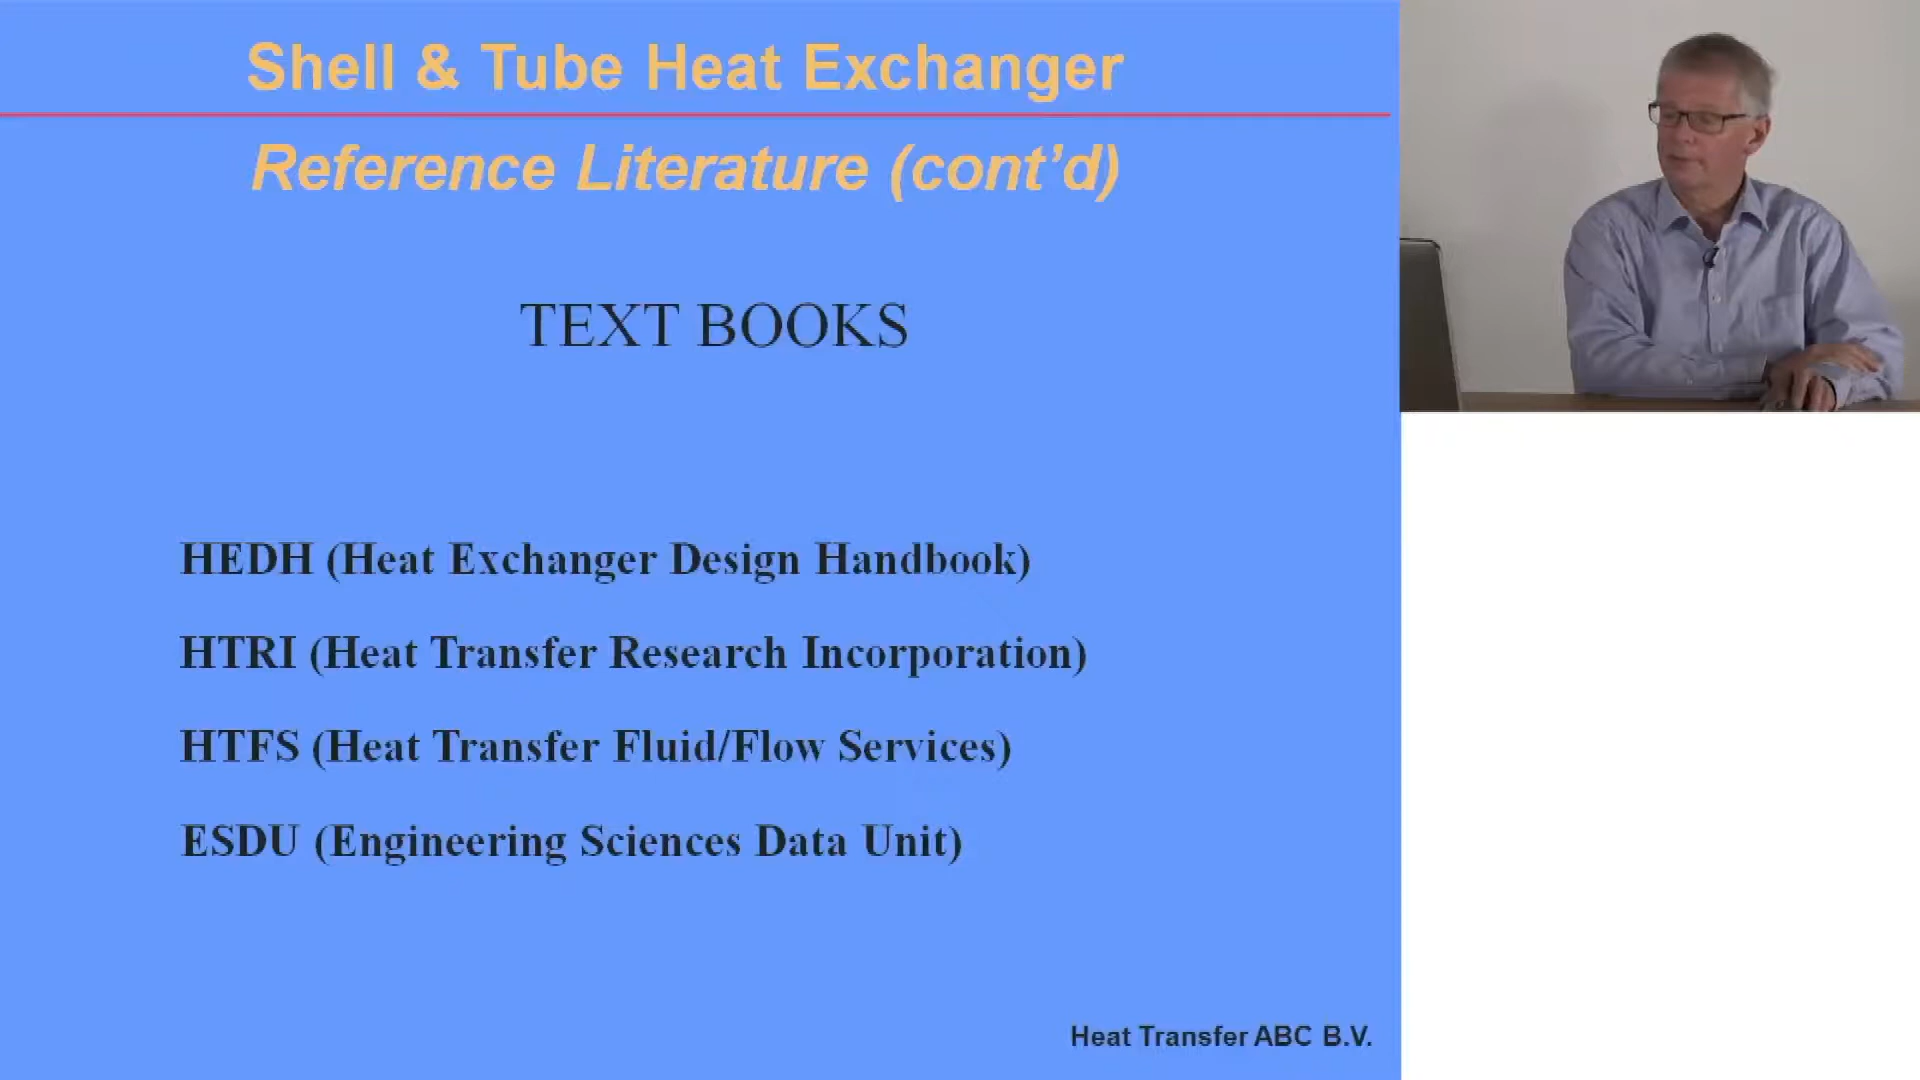 Shell & Tube Heat Exchanger
Reference Literature (cont’d)
TEXT BOOKS
HEDH (Heat Exchanger Design Handbook)
HTRI (Heat Transfer Research Incorporation)
HTFS (Heat Transfer Fluid/Flow Services)
ESDU (Engineering Sciences Data Unit)
Heat Transfer ABC B.V.